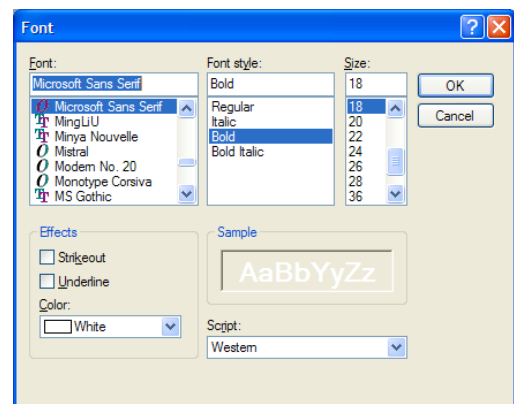 Font
Font: Font style: Size:
Microsoft Sans Serif Bold 18 OK
Microsoft Sans Serif Regular 18 Cancel
MingLiU Italic 20
Minya Nouvelle Bold 22
Mistral Bold Italic 24
Modern No. 20 26
Monotype Corsiva 28
MS Gothic 36
Effects Sample
Strikeout
Underline AaBbYyZz
Color:
White Script:
Western